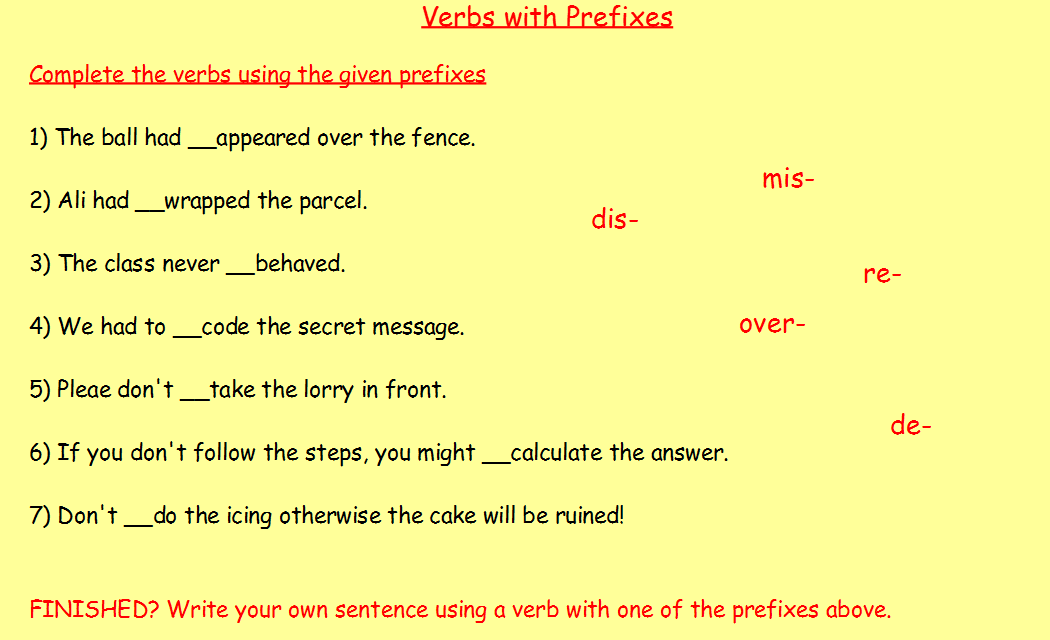 Verbs with Prefixes
Complete the verbs using the given prefixes
1) The ball had __appeared over the fence.
mis-
2) Ali had __wrapped the parcel.
dis-
3) The class never __behaved.
re-
4) We had to __code the secret message.
over-
5) Pleae don't __take the lorry in front.
de-
6) If you don't follow the steps, you might __calculate the answer.
7) Don't __do the icing otherwise the cake will be ruined!
FINISHED? Write your own sentence using a verb with one of the prefixes above.